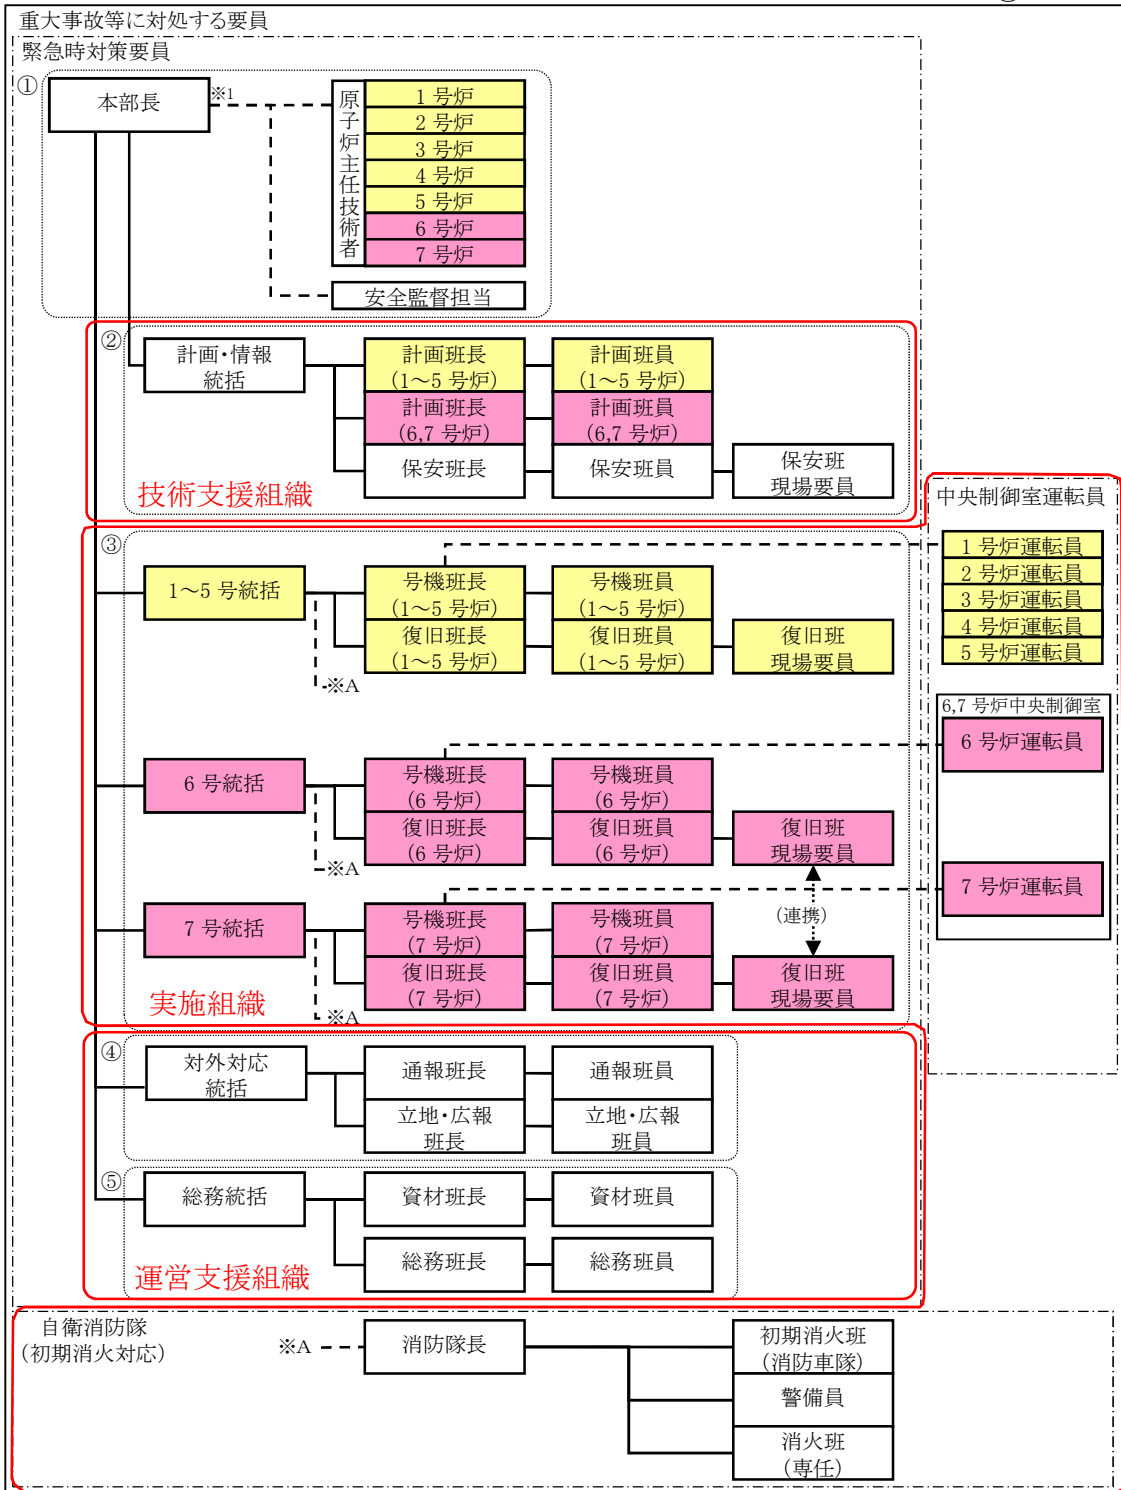 重大事故等に対処する要員
緊急時対策要員
①
本部長
※1
原子炉主任技術者
1 号炉
2 号炉
3 号炉
4 号炉
5 号炉
6 号炉
7 号炉
安全監督担当
②
計画・情報
統括
計画班長
(1～5 号炉)
計画班員
(1～5 号炉)
計画班長
(6,7 号炉)
計画班員
(6,7 号炉)
保安班長
保安班員
保安班
現場要員
技術支援組織
中央制御室運転員
1 号炉運転員
2 号炉運転員
3 号炉運転員
4 号炉運転員
5 号炉運転員
6,7 号炉中央制御室
6 号炉運転員
7 号炉運転員
③
1～5 号統括
号機班長
(1～5 号炉)
号機班員
(1～5 号炉)
復旧班長
(1～5 号炉)
復旧班員
(1～5 号炉)
復旧班
現場要員
※A
6 号統括
号機班長
(6 号炉)
号機班員
(6 号炉)
復旧班長
(6 号炉)
復旧班員
(6 号炉)
復旧班
現場要員
※A
(連携)
7 号統括
号機班長
(7 号炉)
号機班員
(7 号炉)
復旧班長
(7 号炉)
復旧班員
(7 号炉)
復旧班
現場要員
※A
実施組織
④
対外対応
統括
通報班長
通報班員
立地・広報
班長
立地・広報
班員
⑤
総務統括
資材班長
資材班員
総務班長
総務班員
運営支援組織
自衛消防隊
(初期消火対応)
※A
消防隊長
初期消火班
(消防車隊)
警備員
消火班
(専任)